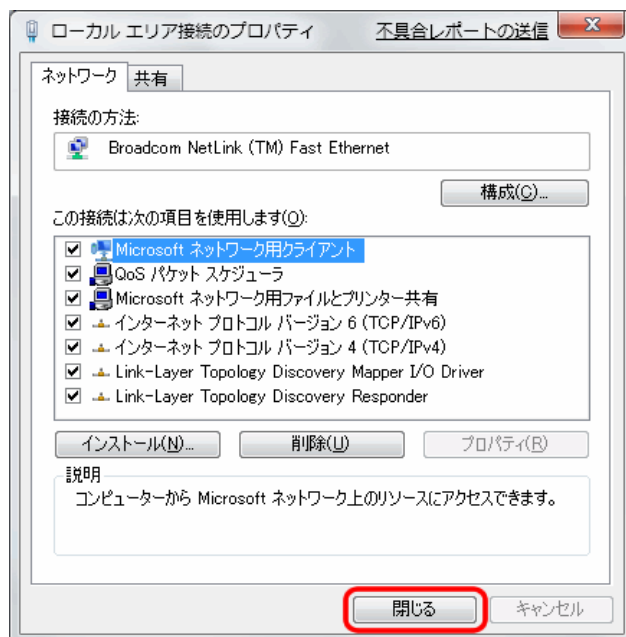 ローカル エリア接続のプロパティ 不具合レポートの送信
ネットワーク 共有
接続の方法:
Broadcom NetLink (TM) Fast Ethernet
構成(C)...
この接続は次の項目を使用します(O):
Microsoft ネットワーク用クライアント
QoS パケット スケジューラ
Microsoft ネットワーク用ファイルとプリンター共有
インターネット プロトコル バージョン 6 (TCP/IPv6)
インターネット プロトコル バージョン 4 (TCP/IPv4)
Link-Layer Topology Discovery Mapper I/O Driver
Link-Layer Topology Discovery Responder
インストール(N)... 削除(U) プロパティ(R)
説明
コンピューターから Microsoft ネットワーク上のリソースにアクセスできます。
閉じる キャンセル